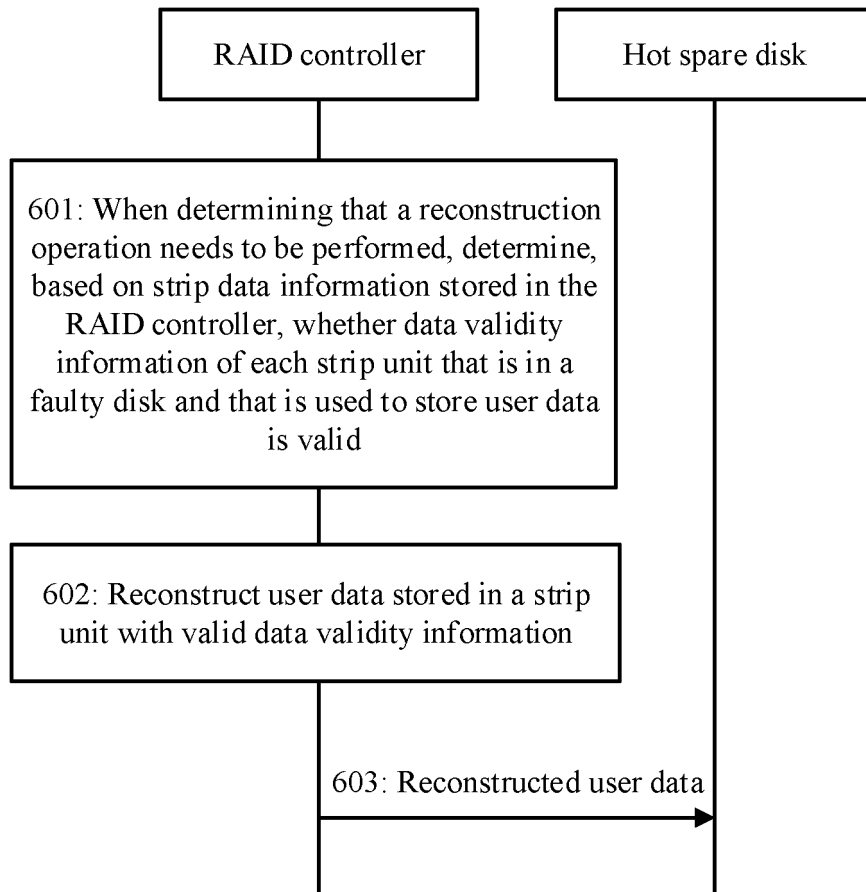 RAID controller
Hot spare disk
601: When determining that a reconstruction
operation needs to be performed, determine,
based on strip data information stored in the
RAID controller, whether data validity
information of each strip unit that is in a
faulty disk and that is used to store user data
is valid
602: Reconstruct user data stored in a strip
unit with valid data validity information
603: Reconstructed user data